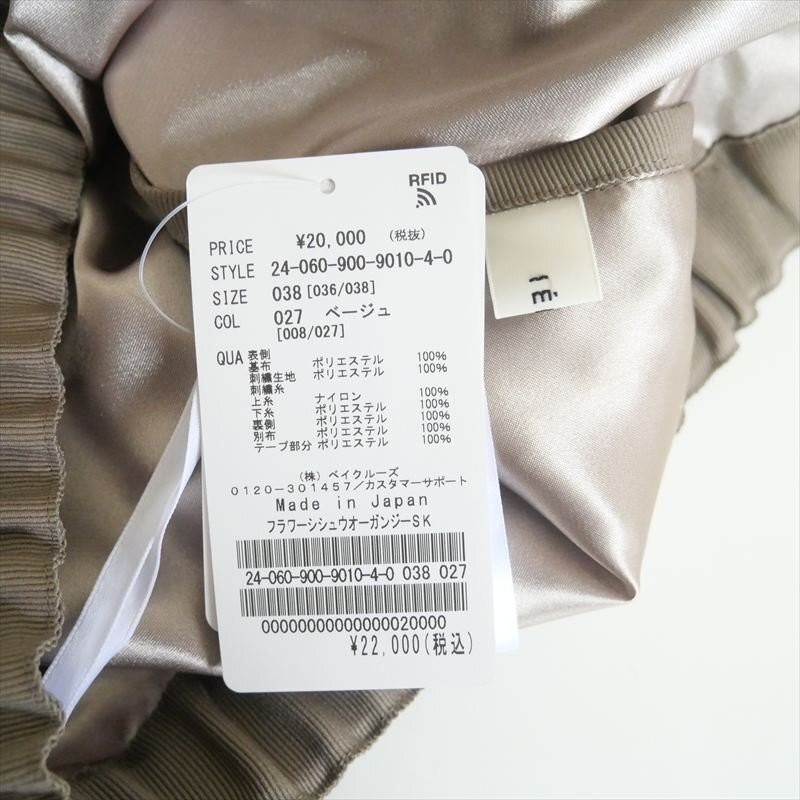 RFID
PRICE ¥20,000 (税抜)
STYLE 24-060-900-9010-4-0
SIZE 038 [036/038]
COL 027 ベージュ
[008/027]
QUA 表側
基布 ポリエステル 100%
刺繍生地 ポリエステル 100%
刺繍糸
上糸 ナイロン 100%
下糸 ポリエステル 100%
裏側 ポリエステル 100%
別布 ポリエステル 100%
テープ部分 ポリエステル 100%
(株) ベイクルーズ
0120-301457/カスタマーサポート
Made in Japan
フラワーシシュウオーガンジーSK
24-060-900-9010-4-0 038 027
00000000000000020000
¥22,000(税込)